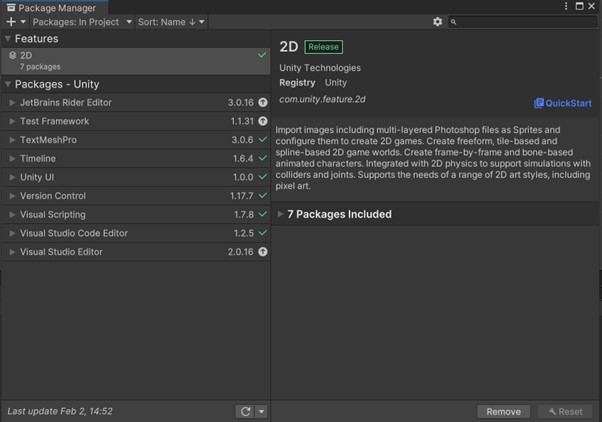 Package Manager
Packages: In Project
Sort: Name ↓
Features
2D
7 packages
Packages - Unity
JetBrains Rider Editor 3.0.16
Test Framework 1.1.31
TextMeshPro 3.0.6
Timeline 1.6.4
Unity UI 1.0.0
Version Control 1.17.7
Visual Scripting 1.7.8
Visual Studio Code Editor 1.2.5
Visual Studio Editor 2.0.16
Last update Feb 2, 14:52
2D Release
Unity Technologies
Registry Unity
com.unity.feature.2d
QuickStart
Import images including multi-layered Photoshop files as Sprites and
configure them to create 2D games. Create freeform, tile-based and
spline-based 2D game worlds. Create frame-by-frame and bone-based
animated characters. Integrated with 2D physics to support simulations with
colliders and joints. Supports the needs of a range of 2D art styles, including
pixel art.
7 Packages Included
Remove
Reset